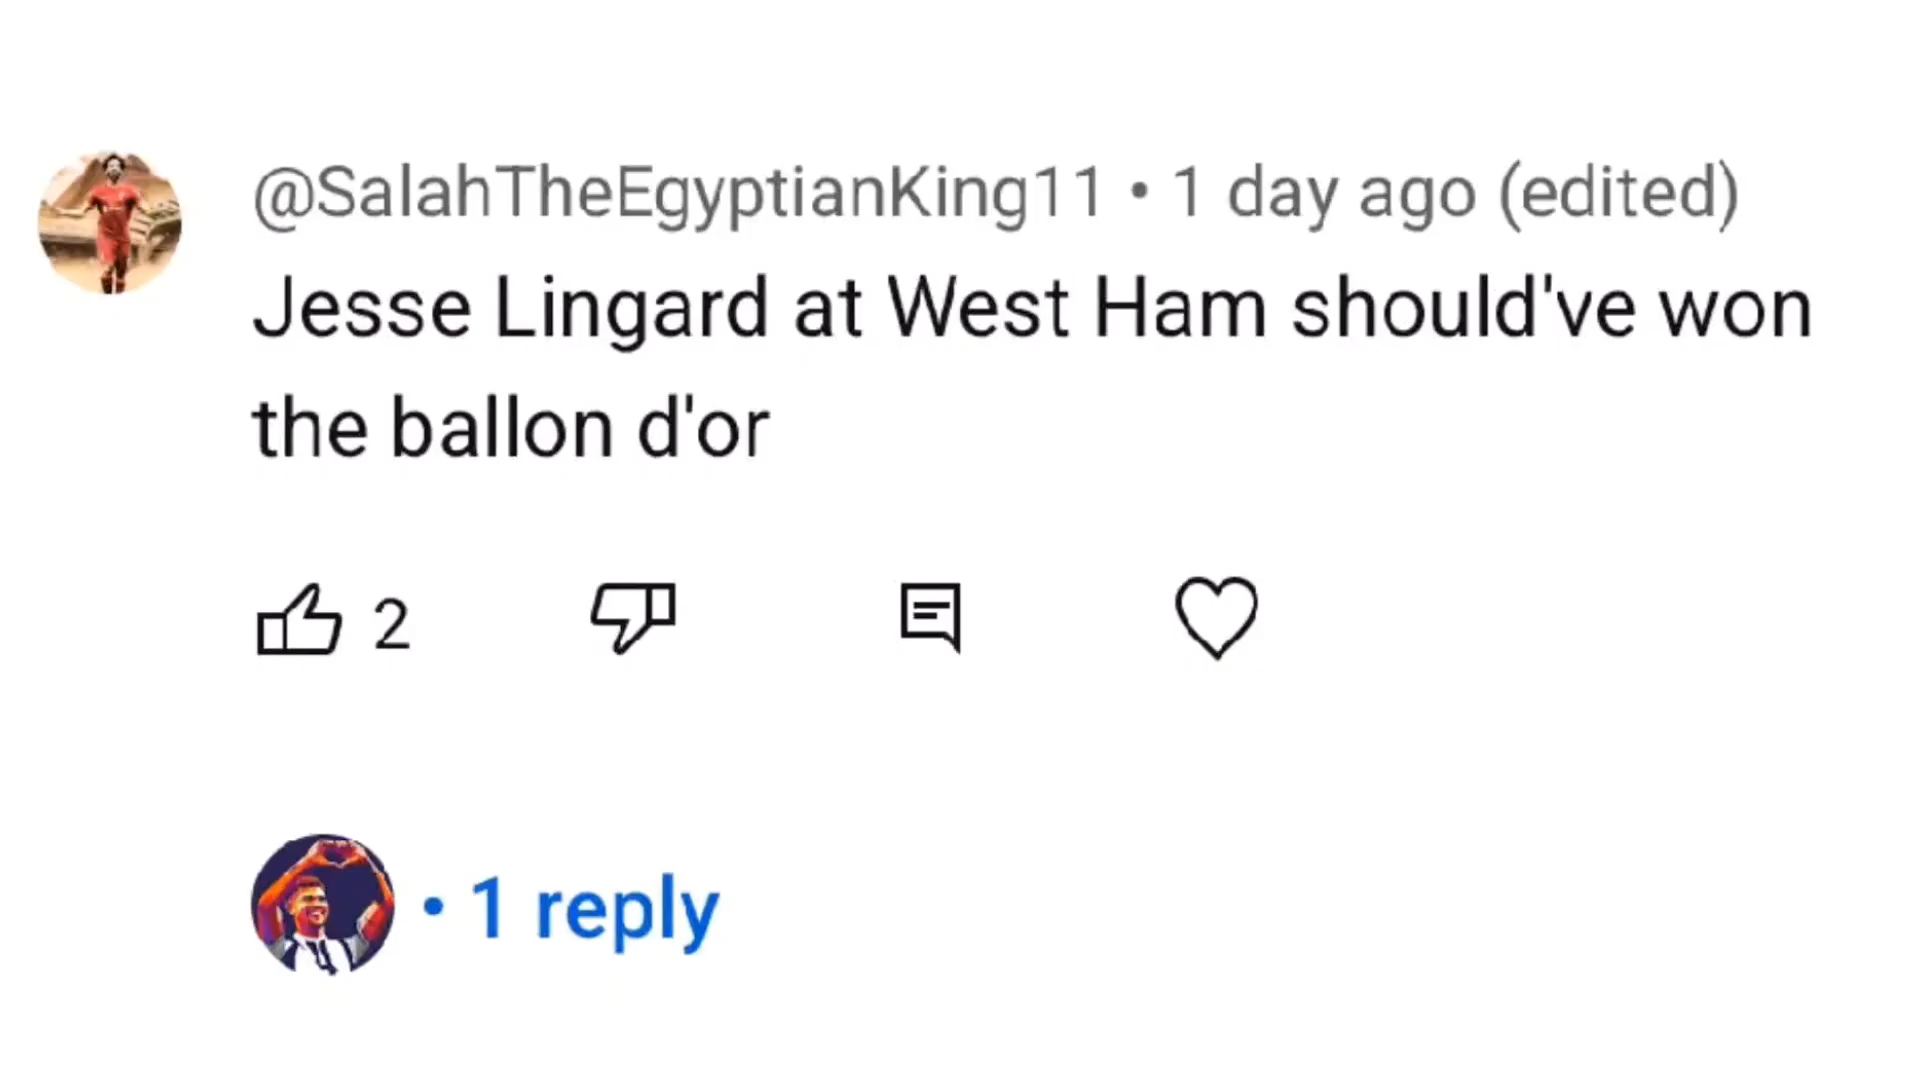 @SalahTheEgyptianKing11 • 1 day ago (edited)
Jesse Lingard at West Ham should've won
the ballon d'or
2
• 1 reply